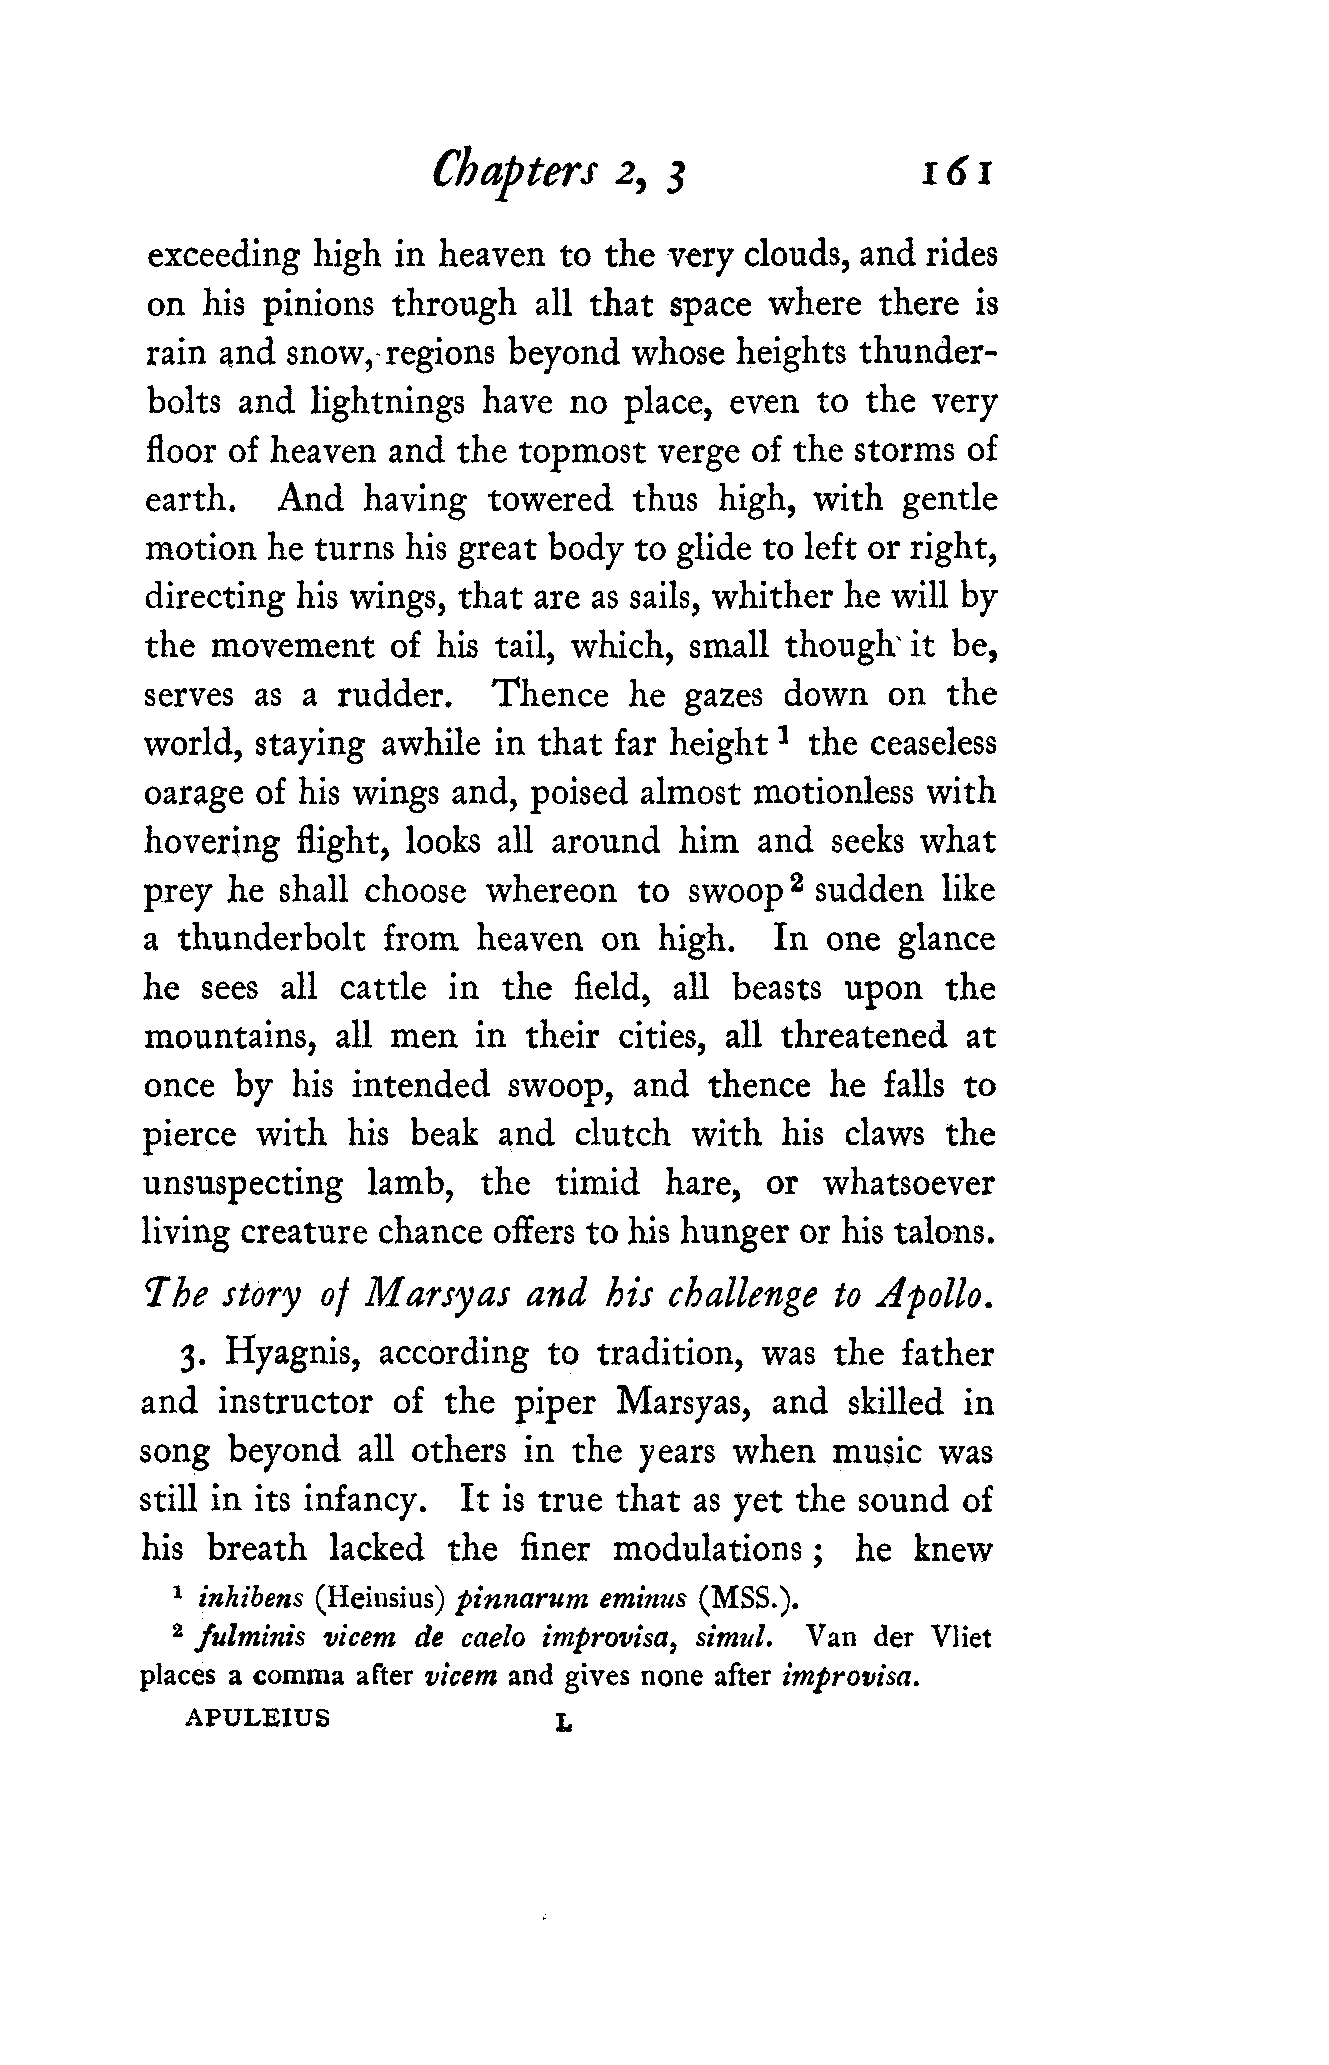 Chapters 2, 3 161
exceeding high in heaven to the very clouds, and rides
on his pinions through all that space where there is
rain and snow, regions beyond whose heights thunder-
bolts and lightnings have no place, even to the very
floor of heaven and the topmost verge of the storms of
earth. And having towered thus high, with gentle
motion he turns his great body to glide to left or right,
directing his wings, that are as sails, whither he will by
the movement of his tail, which, small though it be,
serves as a rudder. Thence he gazes down on the
world, staying awhile in that far height ¹ the ceaseless
oarage of his wings and, poised almost motionless with
hovering flight, looks all around him and seeks what
prey he shall choose whereon to swoop ² sudden like
a thunderbolt from heaven on high. In one glance
he sees all cattle in the field, all beasts upon the
mountains, all men in their cities, all threatened at
once by his intended swoop, and thence he falls to
pierce with his beak and clutch with his claws the
unsuspecting lamb, the timid hare, or whatsoever
living creature chance offers to his hunger or his talons.
The story of Marsyas and his challenge to Apollo.
3. Hyagnis, according to tradition, was the father
and instructor of the piper Marsyas, and skilled in
song beyond all others in the years when music was
still in its infancy. It is true that as yet the sound of
his breath lacked the finer modulations ; he knew
¹ inhibens (Heinsius) pinnarum eminus (MSS.).
² fulminis vicem de caelo improvisa, simul. Van der Vliet
places a comma after vicem and gives none after improvisa.
APULEIUS L